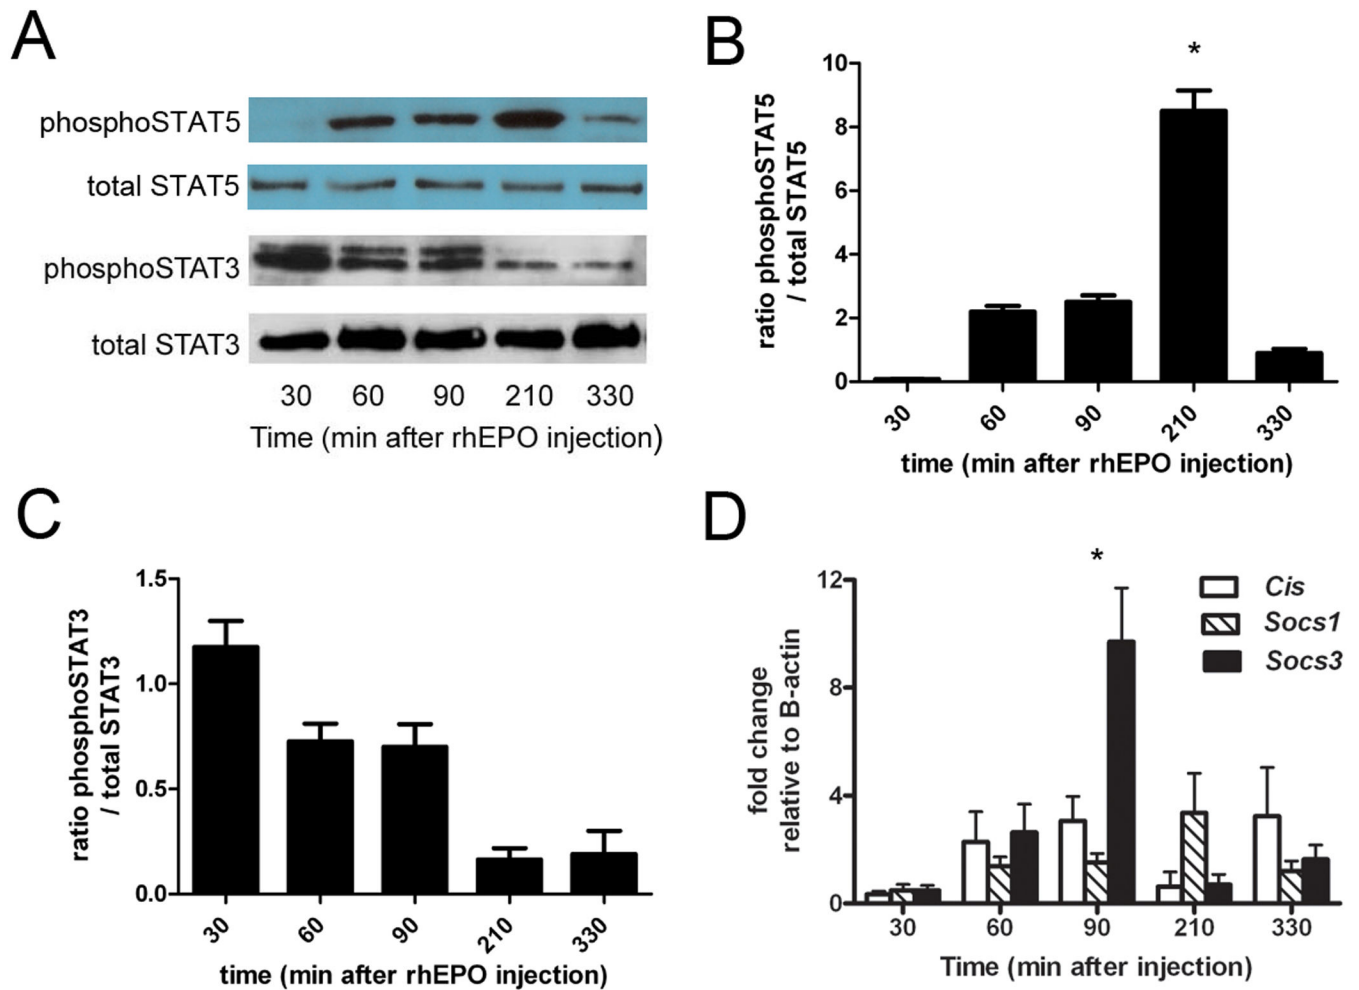 A
phosphoSTAT5
total STAT5
phosphoSTAT3
total STAT3
30 60 90 210 330
Time (min after rhEPO injection)
B
*
ratio phosphoSTAT5
/ total STAT5
10
8
6
4
2
0
30 60 90 210 330
time (min after rhEPO injection)
C
ratio phosphoSTAT3
/ total STAT3
1.5
1.0
0.5
0.0
30 60 90 210 330
time (min after rhEPO injection)
D
*
fold change
relative to B-actin
12
8
4
0
Cis
Socs1
Socs3
30 60 90 210 330
Time (min after injection)